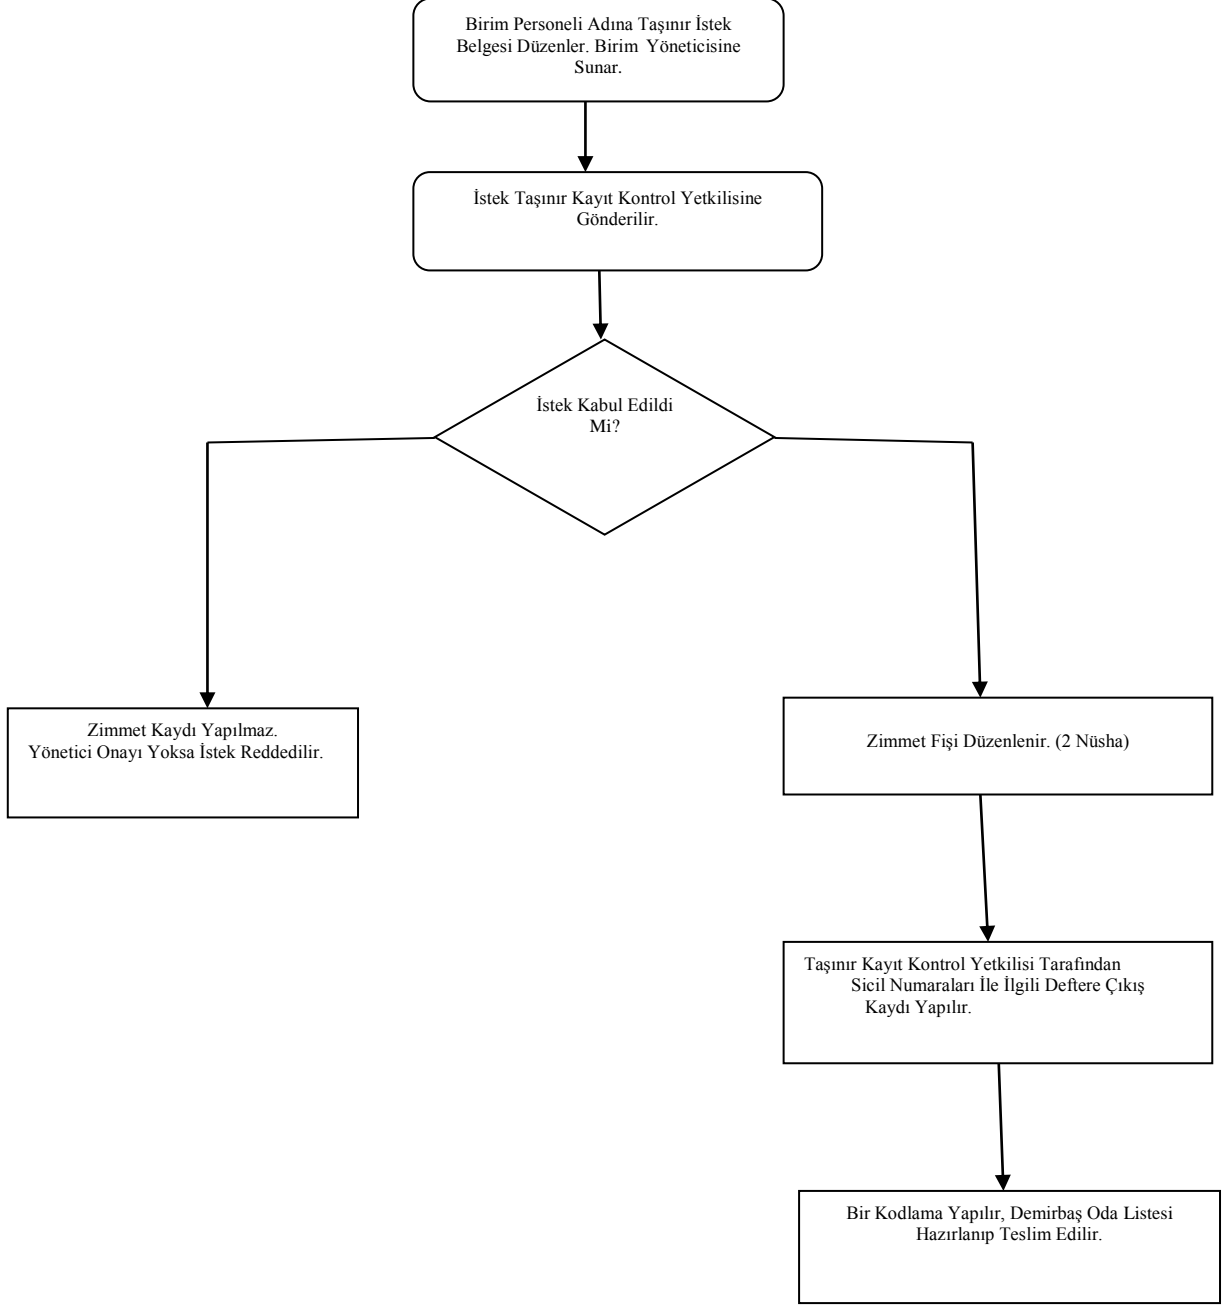 Birim Personeli Adına Taşınır İstek
Belgesi Düzenler. Birim Yöneticisine
Sunar.
İstek Taşınır Kayıt Kontrol Yetkilisine
Gönderilir.
İstek Kabul Edildi
Mi?
Zimmet Kaydı Yapılmaz.
Yönetici Onayı Yoksa İstek Reddedilir.
Zimmet Fişi Düzenlenir. (2 Nüsha)
Taşınır Kayıt Kontrol Yetkilisi Tarafından
Sicil Numaraları İle İlgili Deftere Çıkış
Kaydı Yapılır.
Bir Kodlama Yapılır, Demirbaş Oda Listesi
Hazırlanıp Teslim Edilir.